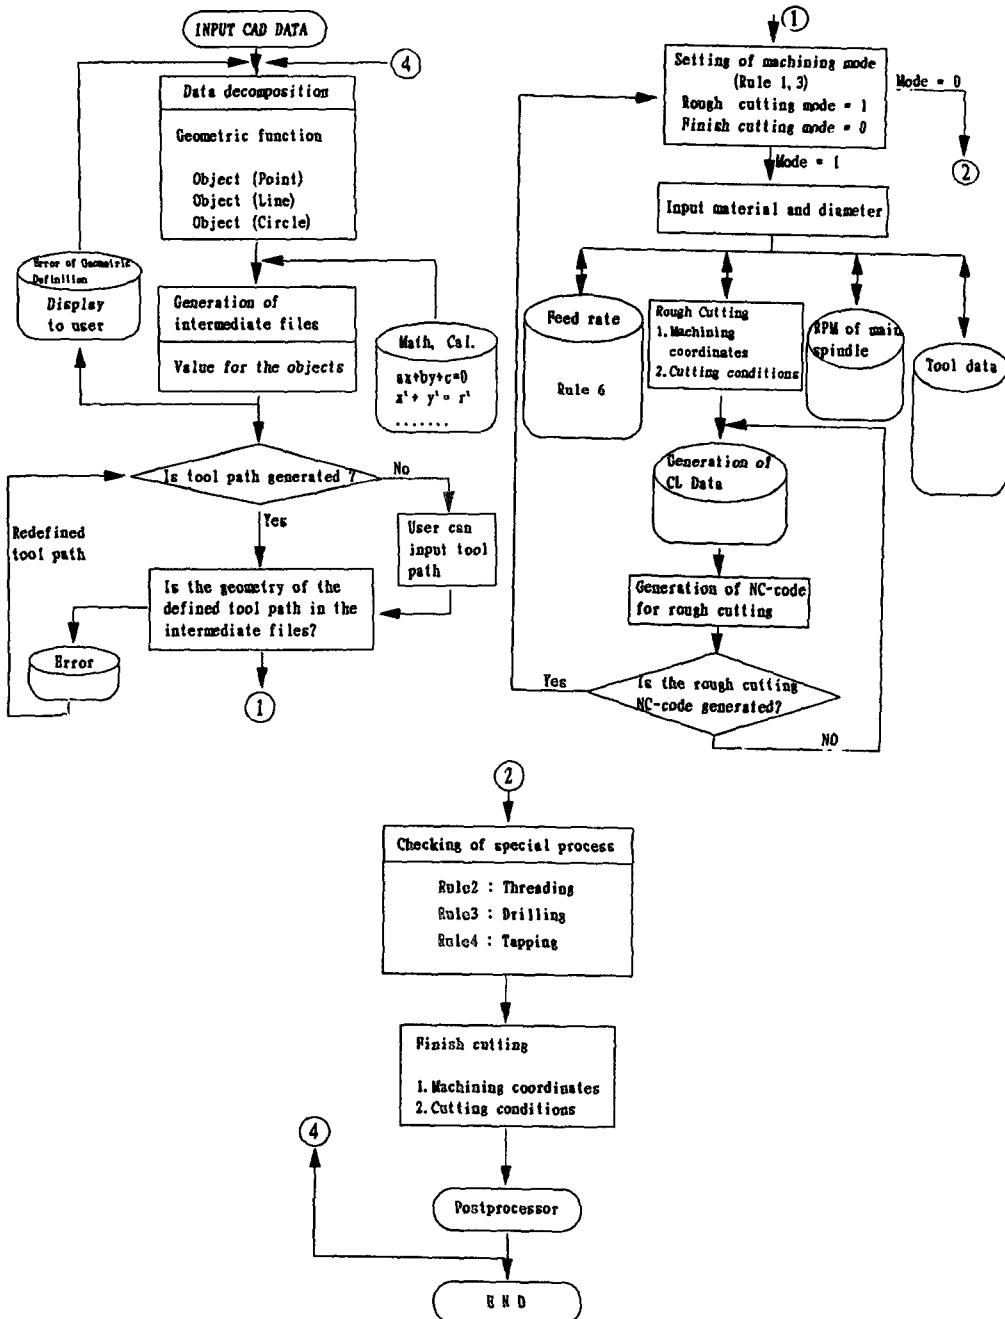 INPUT CAD DATA
4
Data decomposition
Geometric function
Object (Point)
Object (Line)
Object (Circle)
Error of Geometric
Definition
Display
to user
Generation of
intermediate files
Value for the objects
Math, Cal.
ax+by+c=0
x² + y² = r²
.......
Is tool path generated ?
No
Yes
Redefined
tool path
User can
input tool
path
Is the geometry of the
defined tool path in the
intermediate files?
Error
1
1
Setting of machining mode
(Rule 1, 3)
Rough cutting mode = 1
Finish cutting mode = 0
Mode = 0
2
Mode = 1
Input material and diameter
Feed rate
Rule 6
Rough Cutting
1. Machining
coordinates
2. Cutting conditions
RPM of main
spindle
Tool data
Generation of
CL Data
Generation of NC-code
for rough cutting
Yes
Is the rough cutting
NC-code generated?
NO
2
Checking of special process
Rule2 : Threading
Rule3 : Drilling
Rule4 : Tapping
Finish cutting
1. Machining coordinates
2. Cutting conditions
4
Postprocessor
E N D